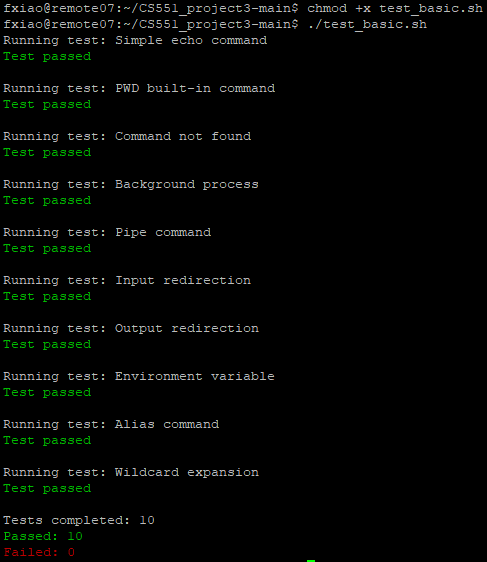 fxiao@remote07:~/CS551_project3-main$ chmod +x test_basic.sh
fxiao@remote07:~/CS551_project3-main$ ./test_basic.sh
Running test: Simple echo command
Test passed
Running test: PWD built-in command
Test passed
Running test: Command not found
Test passed
Running test: Background process
Test passed
Running test: Pipe command
Test passed
Running test: Input redirection
Test passed
Running test: Output redirection
Test passed
Running test: Environment variable
Test passed
Running test: Alias command
Test passed
Running test: Wildcard expansion
Test passed
Tests completed: 10
Passed: 10
Failed: 0